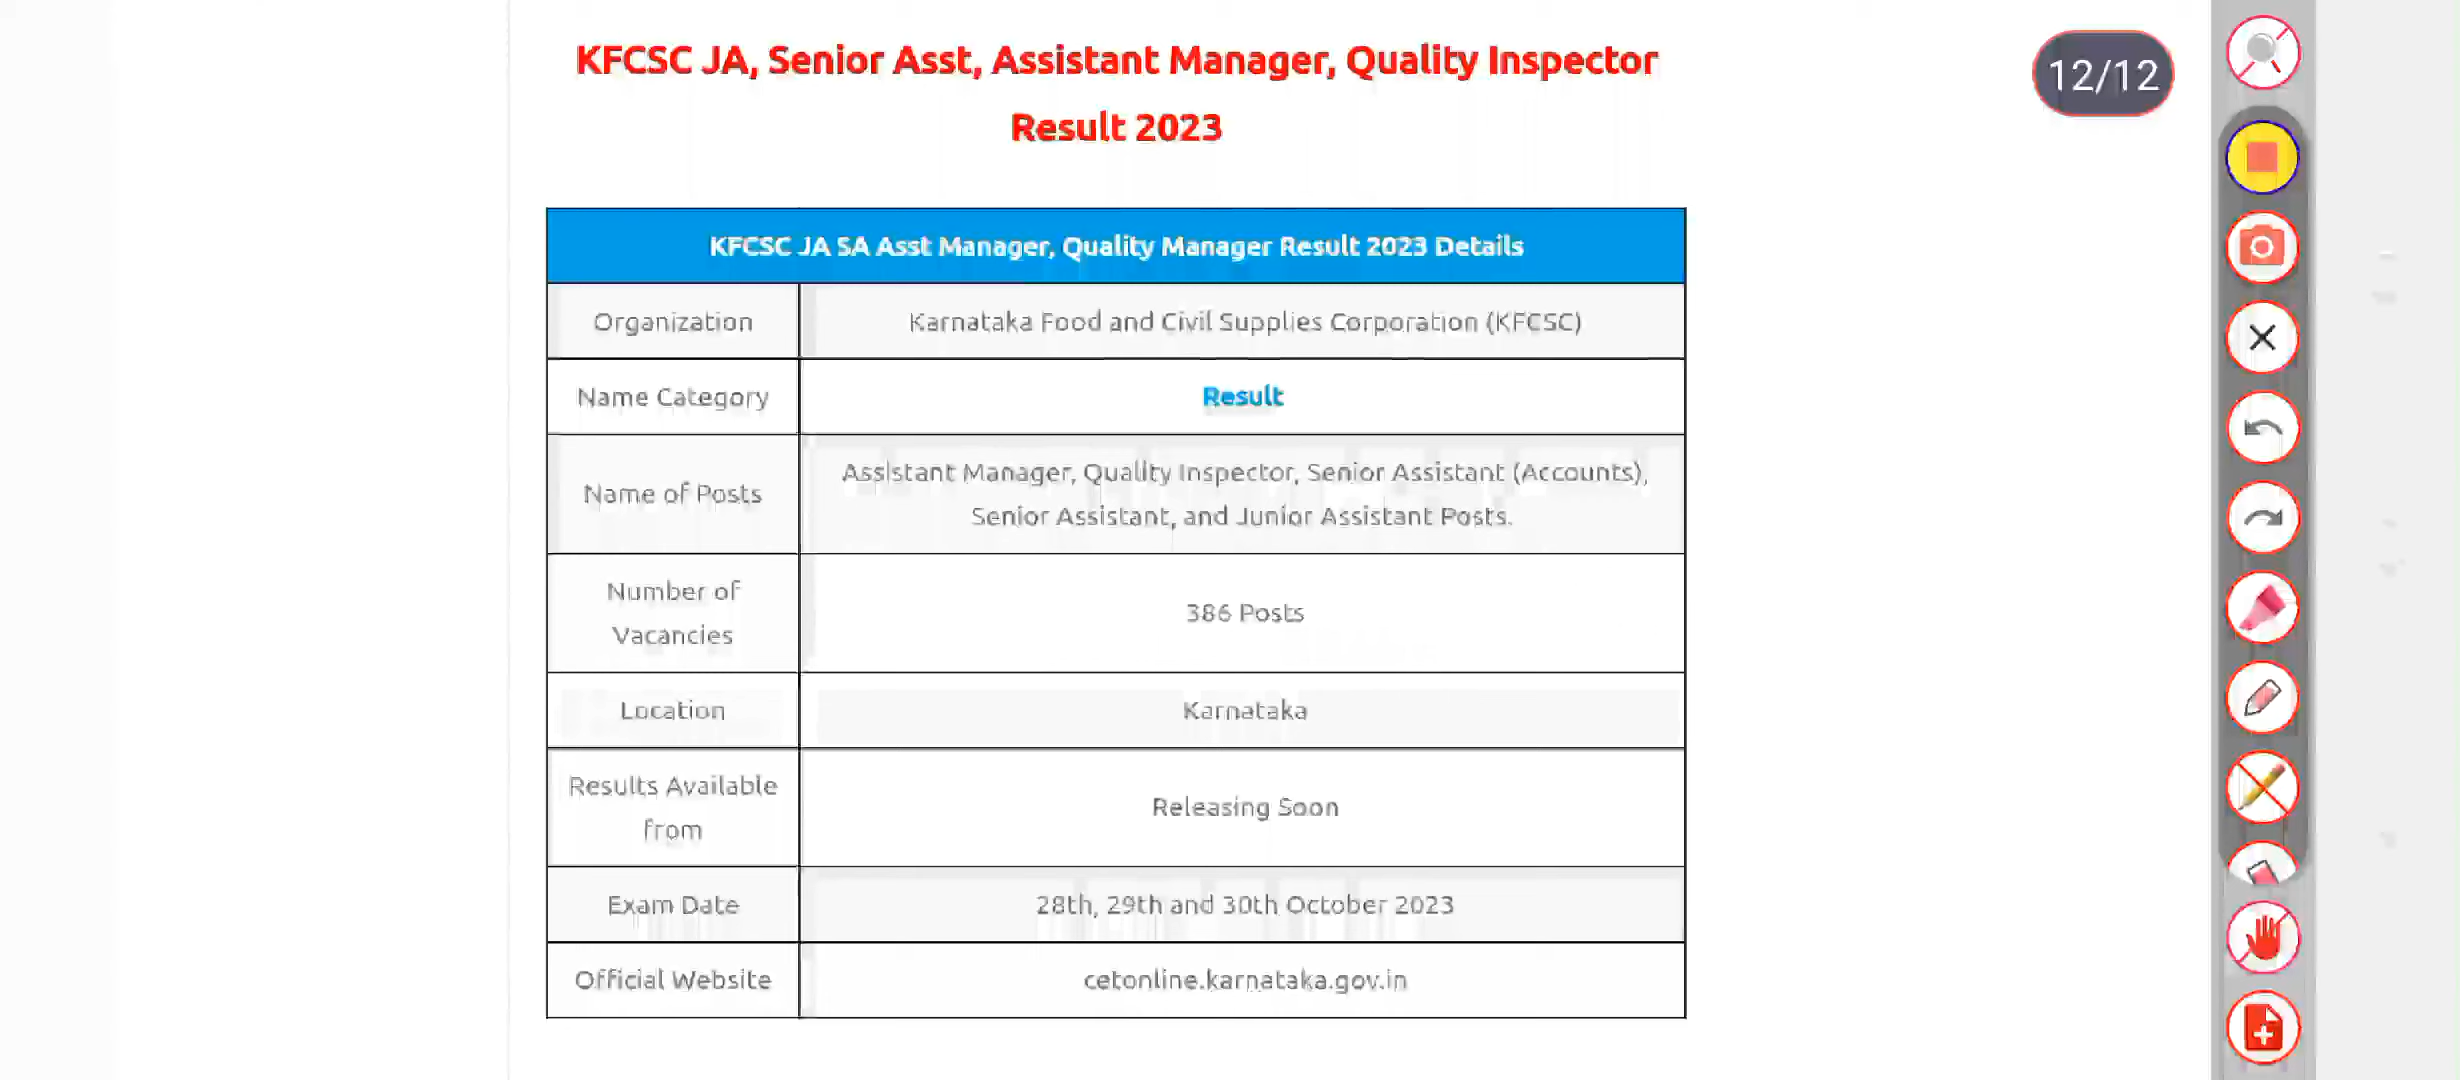 KFCSC JA, Senior Asst, Assistant Manager, Quality Inspector
Result 2023
12/12
KFCSC JA SA Asst Manager, Quality Manager Result 2023 Details
Organization
Karnataka Food and Civil Supplies Corporation (KFCSC)
Name Category
Result
Name of Posts
Assistant Manager, Quality Inspector, Senior Assistant (Accounts),
Senior Assistant, and Junior Assistant Posts.
Number of
Vacancies
386 Posts
Location
Karnataka
Results Available
from
Releasing Soon
Exam Date
28th, 29th and 30th October 2023
Official Website
cetonline.karnataka.gov.in